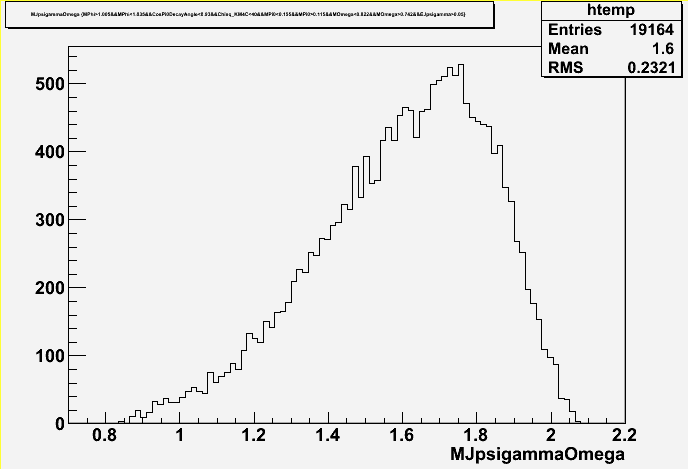 MJpsigammaOmega {MPhi>1.005&&MPhi<1.035&&CosPi0DecayAngle<0.93&&Chisq_KM4C<40&&MPi0<0.155&&MPi0>0.115&&MOmega<0.822&&MOmega>0.742&&EJpsigamma>0.05}
htemp
Entries 19164
Mean 1.6
RMS 0.2321
500
400
300
200
100
0
0.8 1 1.2 1.4 1.6 1.8 2 2.2
MJpsigammaOmega